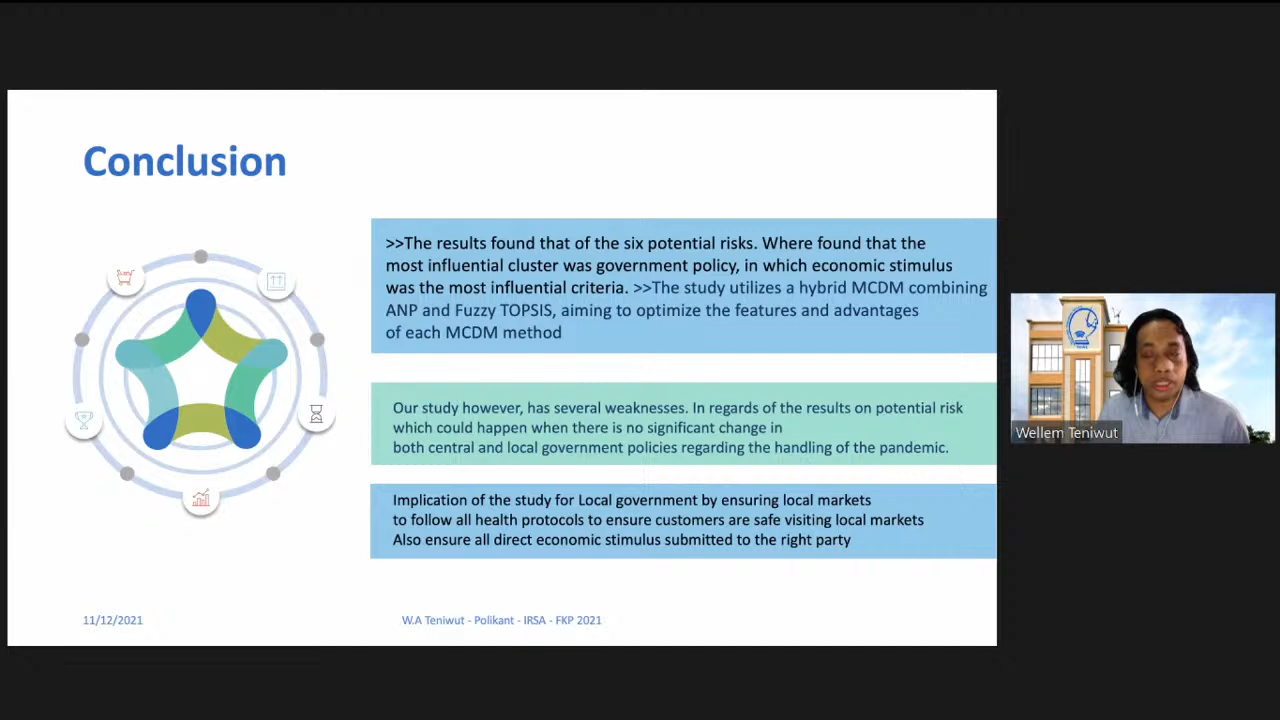 Conclusion
>>The results found that of the six potential risks. Where found that the
most influential cluster was government policy, in which economic stimulus
was the most influential criteria. >>The study utilizes a hybrid MCDM combining
ANP and Fuzzy TOPSIS, aiming to optimize the features and advantages
of each MCDM method
Our study however, has several weaknesses. In regards of the results on potential risk
which could happen when there is no significant change in
both central and local government policies regarding the handling of the pandemic.
Implication of the study for Local government by ensuring local markets
to follow all health protocols to ensure customers are safe visiting local markets
Also ensure all direct economic stimulus submitted to the right party
11/12/2021
W.A Teniwut - Polikant - IRSA - FKP 2021
Wellem Teniwut